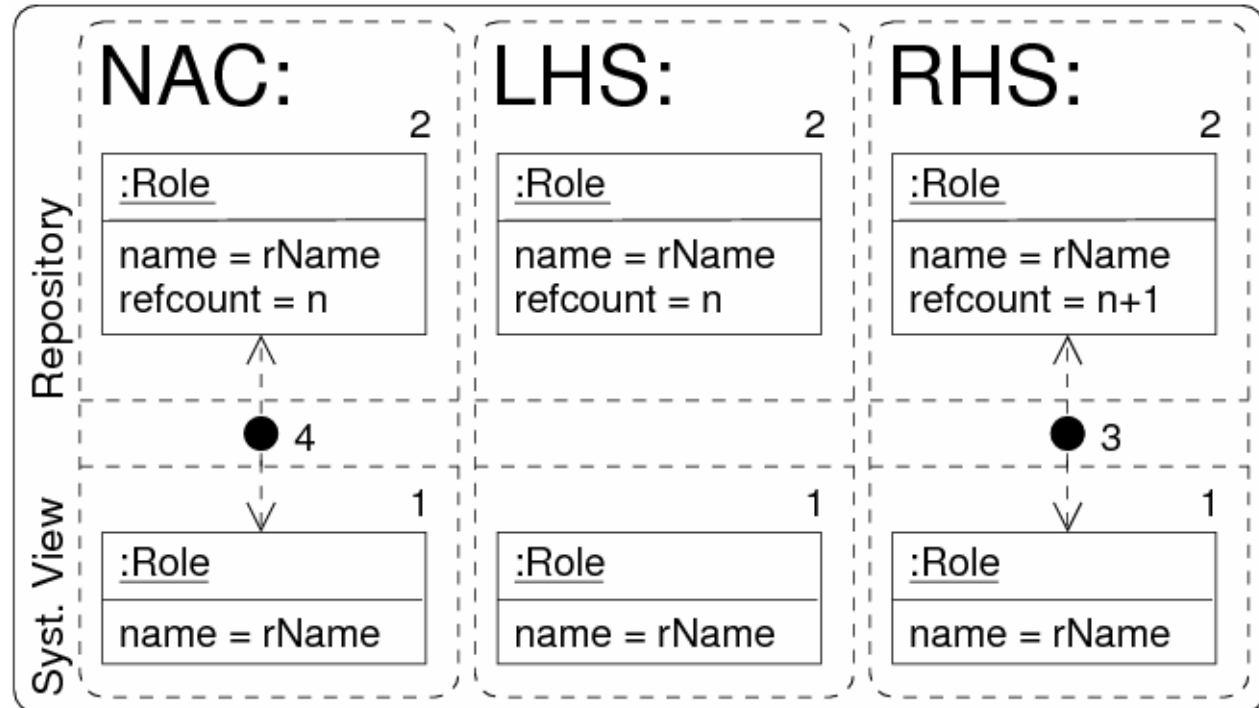 NAC:
2
:Role
name = rName
refcount = n
4
1
:Role
name = rName
LHS:
2
:Role
name = rName
refcount = n
1
:Role
name = rName
RHS:
2
:Role
name = rName
refcount = n+1
3
1
:Role
name = rName
Repository
Syst. View